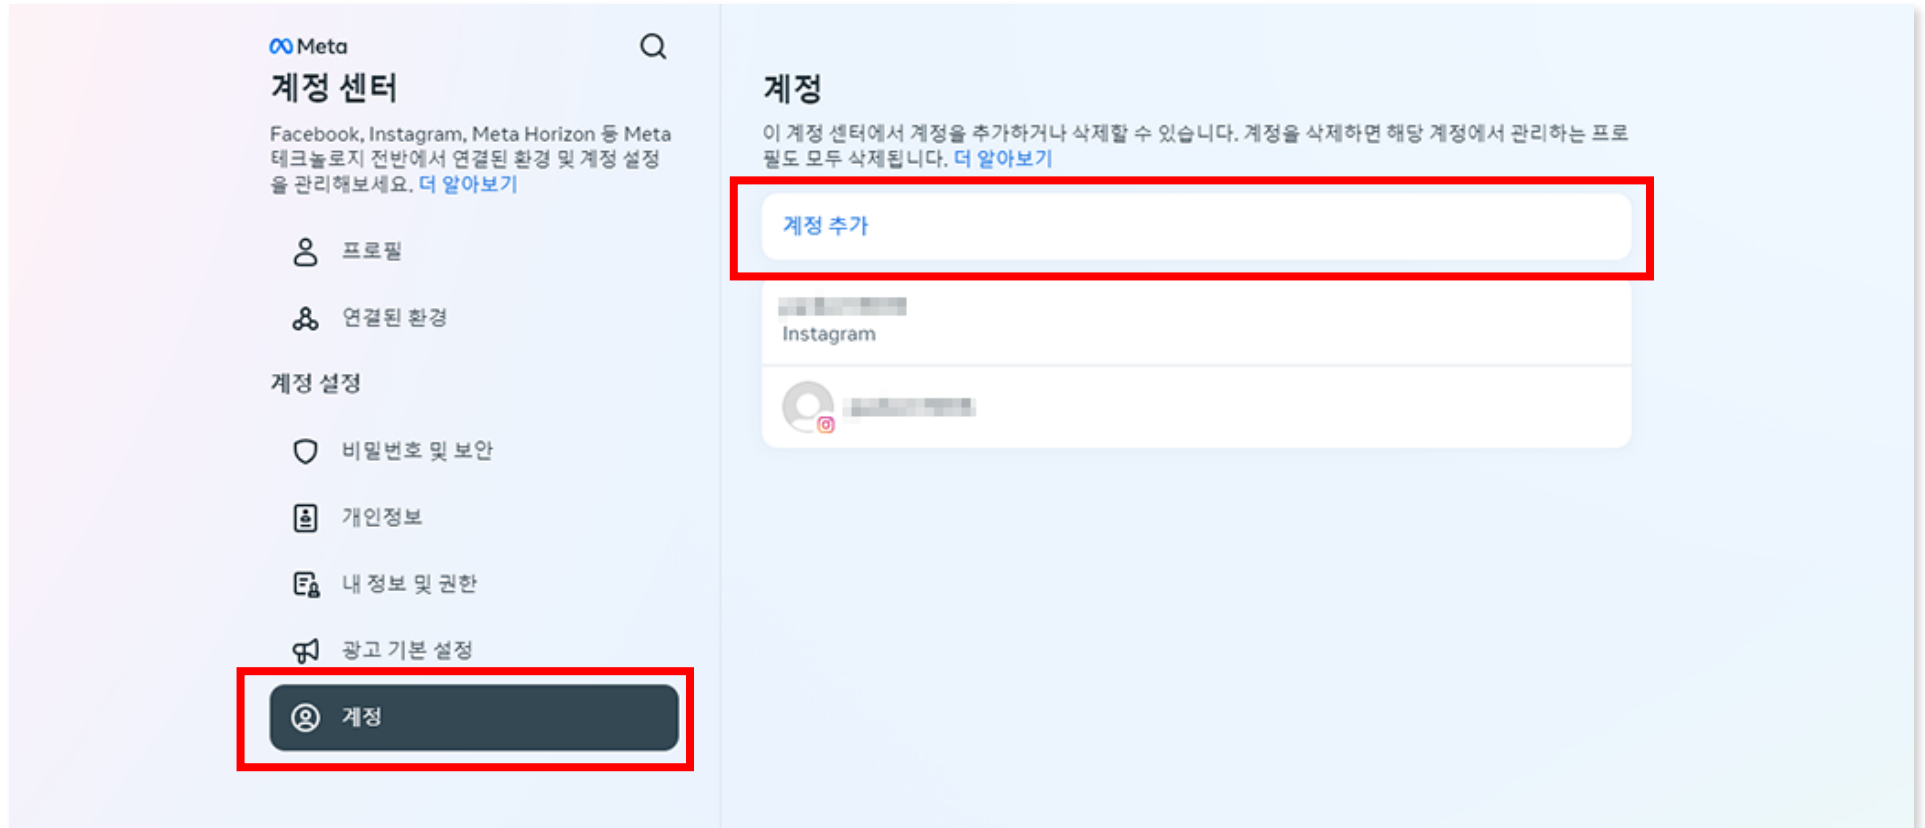 Meta
계정 센터
Facebook, Instagram, Meta Horizon 등 Meta
테크놀로지 전반에서 연결된 환경 및 계정 설정
을 관리해보세요. 더 알아보기
프로필
연결된 환경
계정 설정
비밀번호 및 보안
개인정보
내 정보 및 권한
광고 기본 설정
계정
계정
이 계정 센터에서 계정을 추가하거나 삭제할 수 있습니다. 계정을 삭제하면 해당 계정에서 관리하는 프로
필도 모두 삭제됩니다. 더 알아보기
계정 추가
Instagram